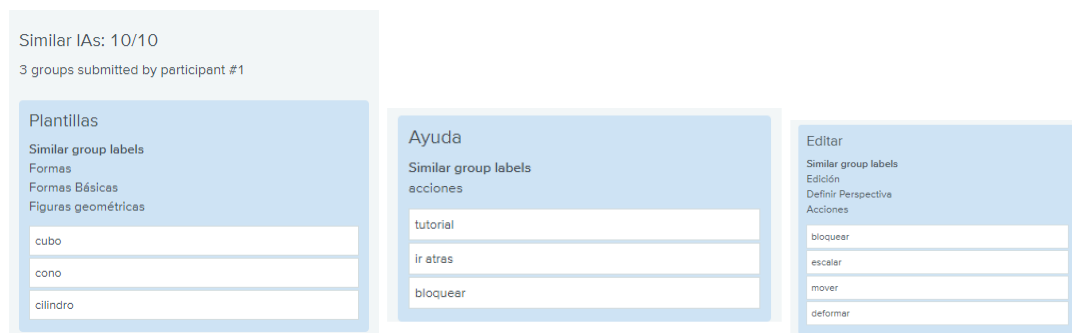 Similar IAs: 10/10
3 groups submitted by participant #1
Plantillas
Similar group labels
Formas
Formas Básicas
Figuras geométricas
cubo
cono
cilindro
Ayuda
Similar group labels
acciones
tutorial
ir atras
bloquear
Editar
Similar group labels
Edición
Definir Perspectiva
Acciones
bloquear
escalar
mover
deformar